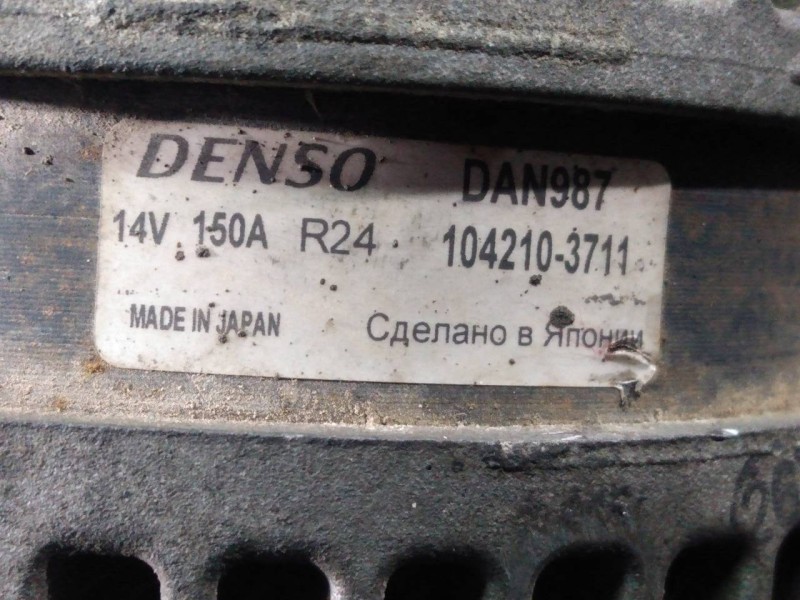 DENSO DAN987
14V 150A R24 104210-3711
MADE IN JAPAN Сделано в Японии